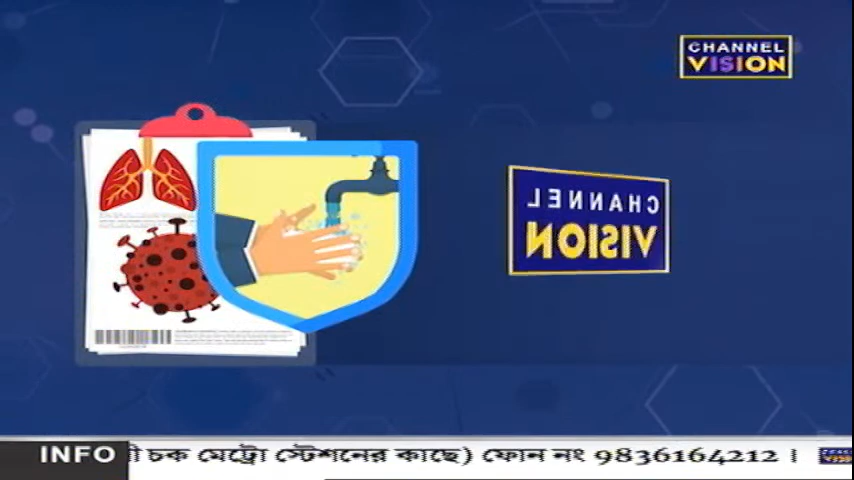 CHANNEL
VISION
CHANNEL
VISION
INFO
চক মেট্রো স্টেশনের কাছে) ফোন নং 9836164212 ।